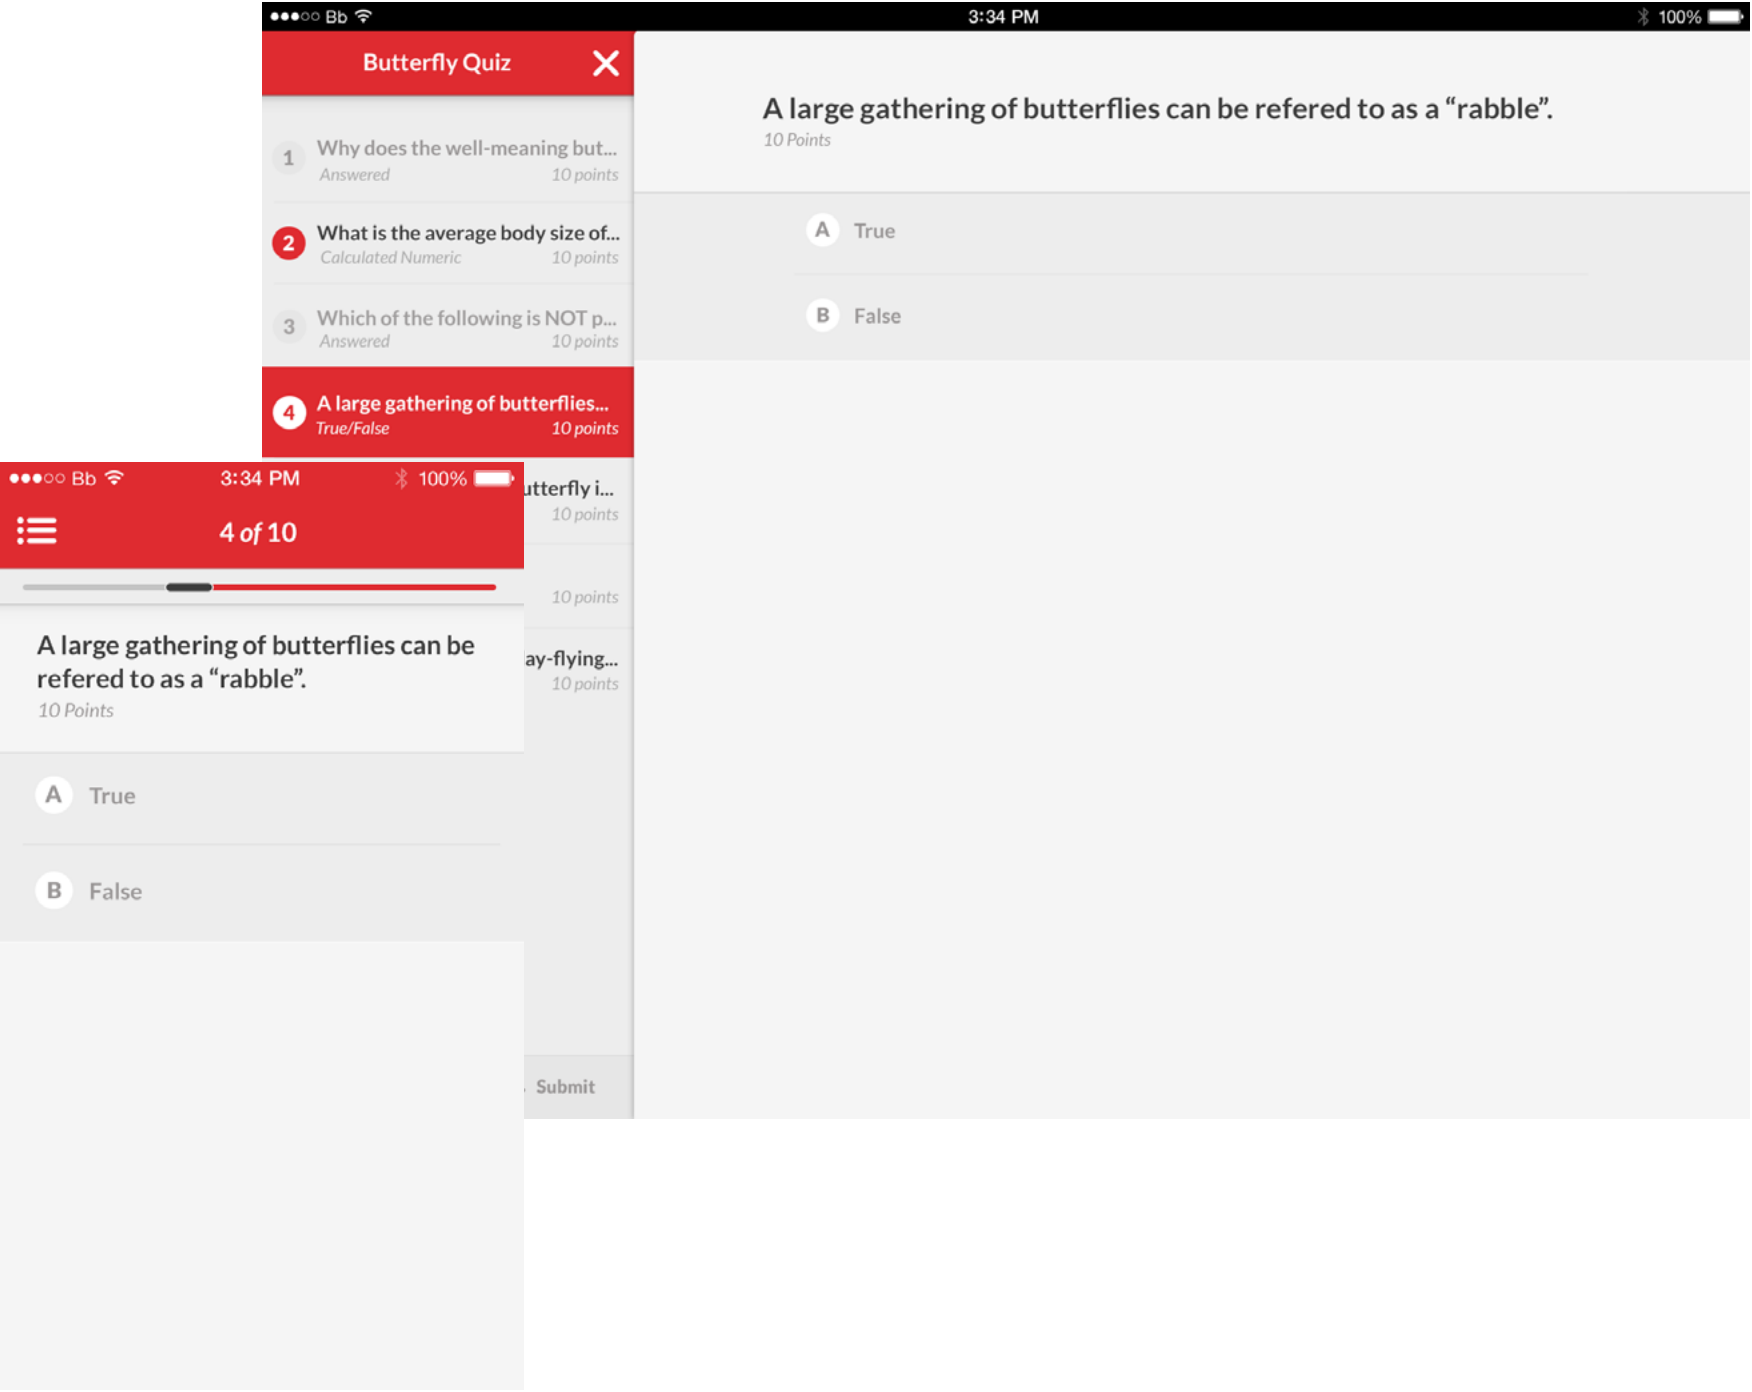 Bb 3:34 PM 100%
Butterfly Quiz
1 Why does the well-meaning but...
Answered 10 points
2 What is the average body size of...
Calculated Numeric 10 points
3 Which of the following is NOT p...
Answered 10 points
4 A large gathering of butterflies...
True/False 10 points
utterfly i...
10 points
10 points
ay-flying...
10 points
Submit
A large gathering of butterflies can be refered to as a “rabble”.
10 Points
A True
B False
Bb 3:34 PM 100%
4 of 10
A large gathering of butterflies can be
refered to as a “rabble”.
10 Points
A True
B False